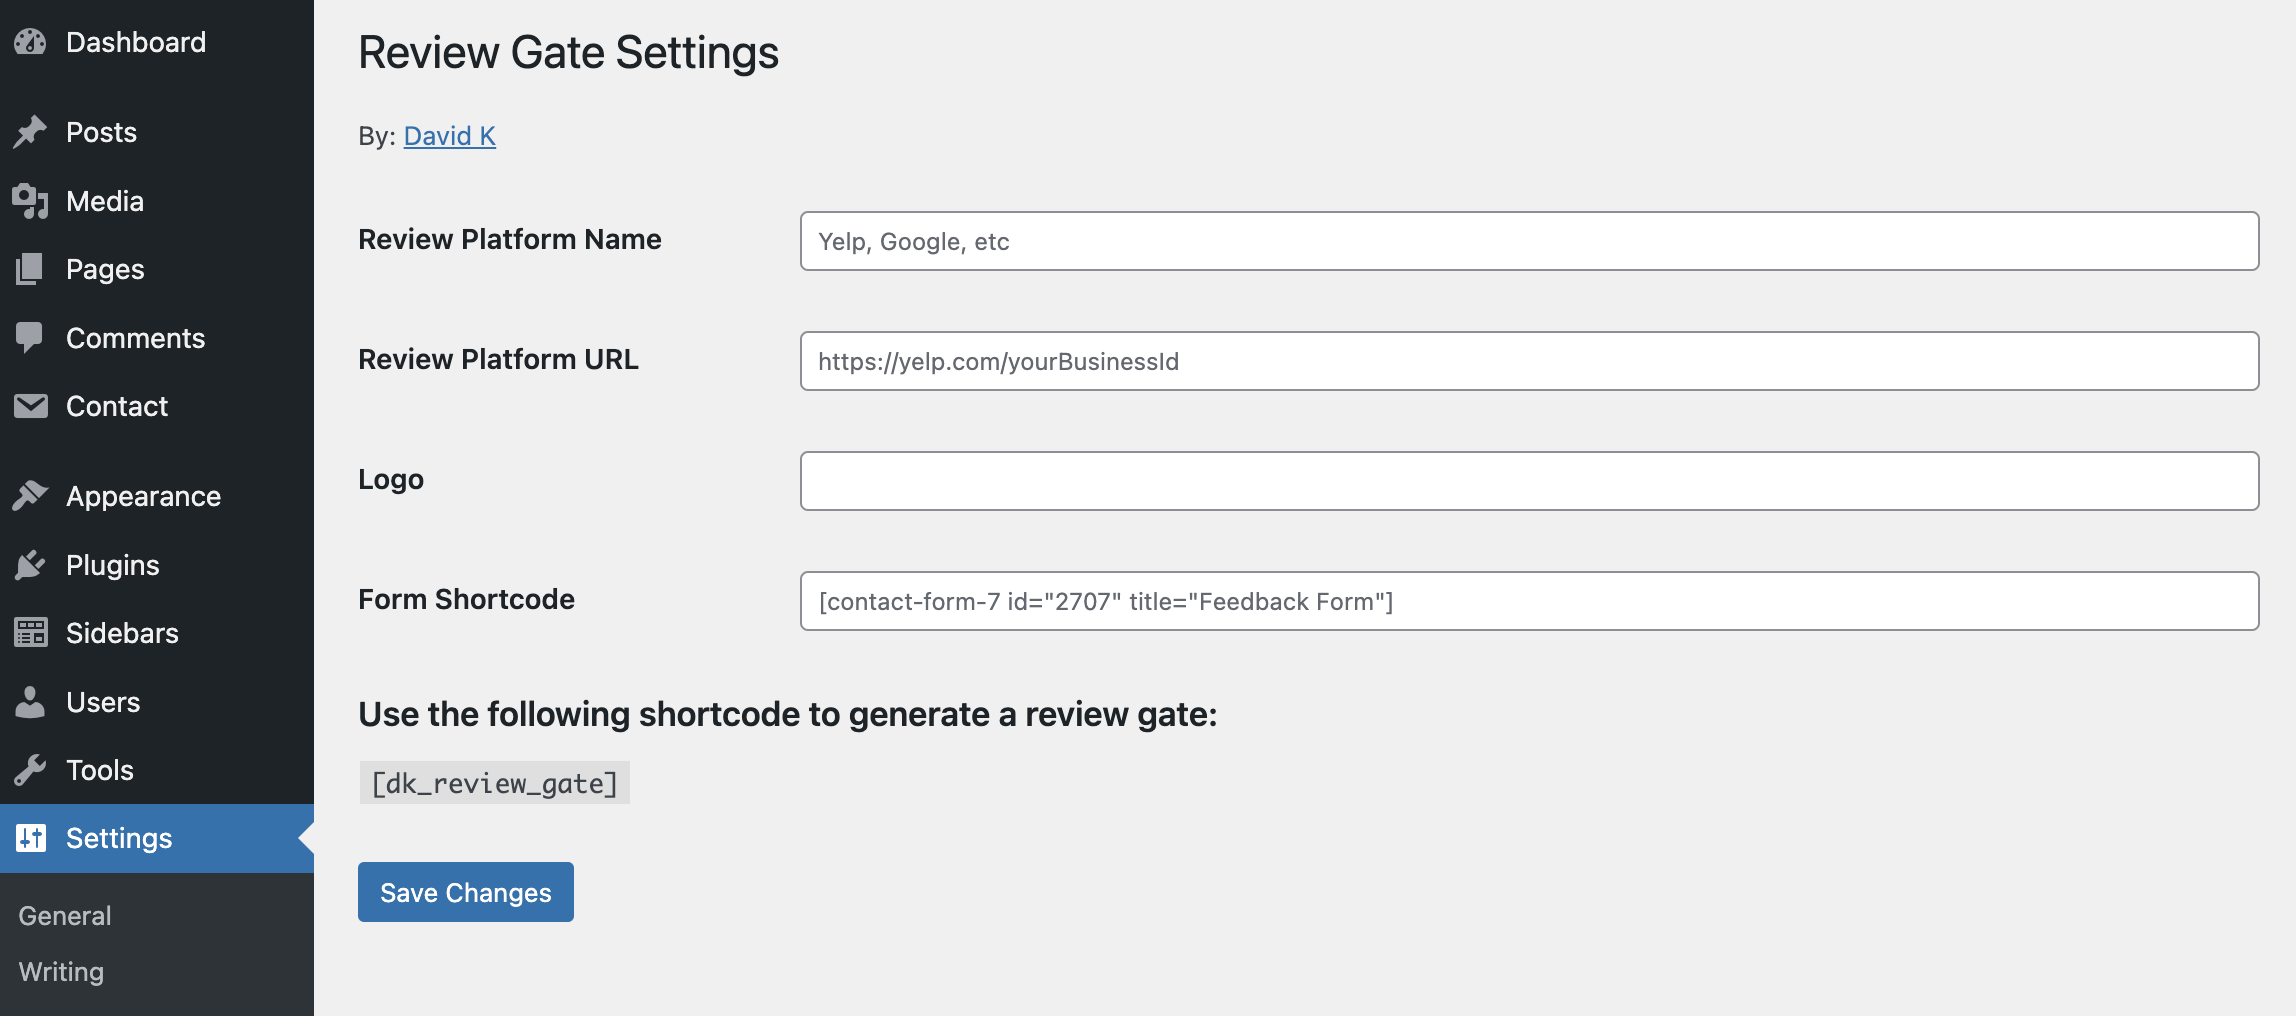 Dashboard
Posts
Media
Pages
Comments
Contact
Appearance
Plugins
Sidebars
Users
Tools
Settings
General
Writing
Review Gate Settings
By: David K
Review Platform Name
Yelp, Google, etc
Review Platform URL
https://yelp.com/yourBusinessId
Logo
Form Shortcode
[contact-form-7 id="2707" title="Feedback Form"]
Use the following shortcode to generate a review gate:
[dk_review_gate]
Save Changes